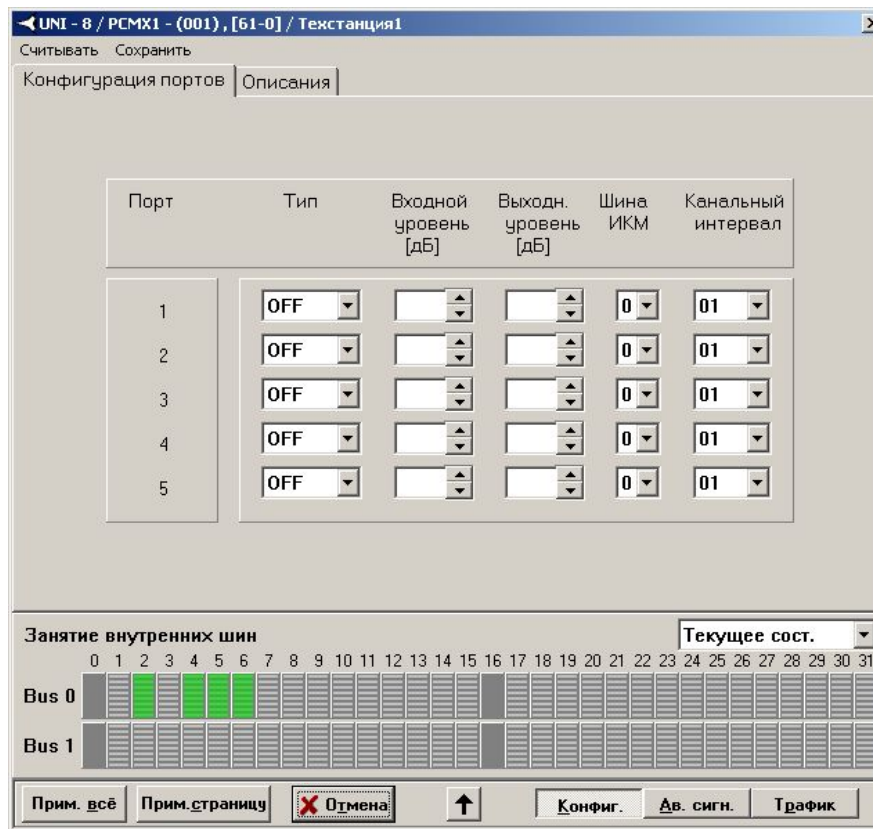 UNI - 8 / PCMX1 - (001) , [61-0] / Техстанция1
Считывать Сохранить
Конфигурация портов Описания
Порт Тип Входной уровень [дБ] Выходн. уровень [дБ] Шина ИКМ Канальный интервал
1 OFF 0 01
2 OFF 0 01
3 OFF 0 01
4 OFF 0 01
5 OFF 0 01
Занятие внутренних шин Текущее сост.
0 1 2 3 4 5 6 7 8 9 10 11 12 13 14 15 16 17 18 19 20 21 22 23 24 25 26 27 28 29 30 31
Bus 0
Bus 1
Прим. всё Прим.страницу Отмена Конфиг. Ав. сигн. Трафик